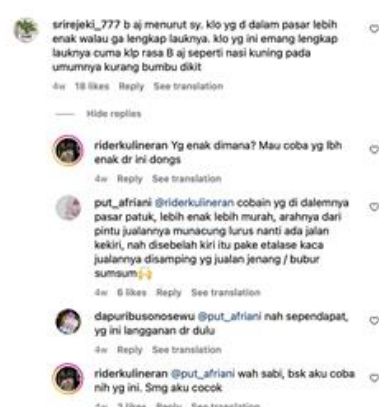 srirejeki_777 b aj menurut sy. klo yg d dalam pasar lebih
enak walau ga lengkap lauknya. klo yg ini emang lengkap
lauknya cuma klp rasa B aj seperti nasi kuning pada
umumnya kurang bumbu dikit
4w 18 likes Reply See translation
Hide replies
riderkulineran Yg enak dimana? Mau coba yg lbh
enak dr ini dongs
4w Reply See translation
put_afriani @riderkulineran cobain yg di dalemnya
pasar patuk, lebih enak lebih murah, arahnya dari
pintu jualannya munacung lurus nanti ada jalan
kekiri, nah disebelah kiri itu pake etalase kaca
jualannya disamping yg jualan jenang / bubur
sumsum🙌
4w 6 likes Reply See translation
dapuribusonosewu @put_afriani nah sependapat,
yg ini langganan dr dulu
4w Reply See translation
riderkulineran @put_afriani wah sabi, bsk aku coba
nih yg ini. Smg aku cocok
4w 2 likes Reply See translation